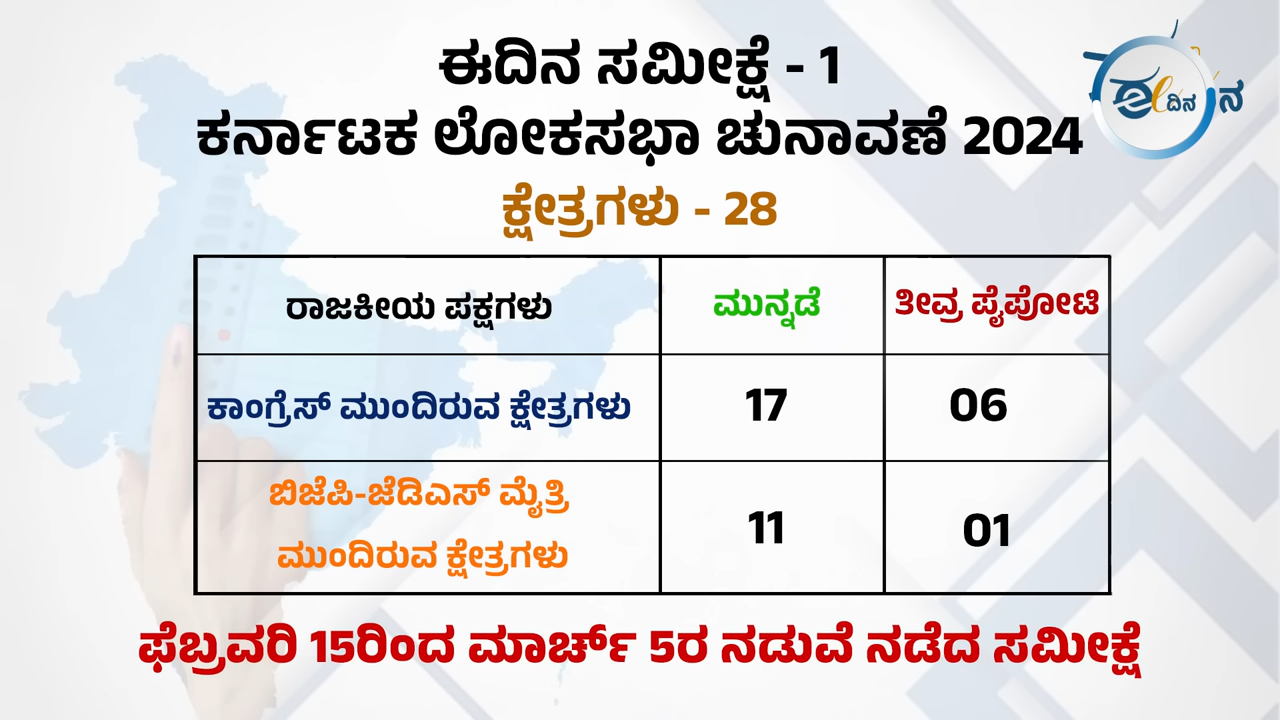 ಈದಿನ ಸಮೀಕ್ಷೆ - 1
ಕರ್ನಾಟಕ ಲೋಕಸಭಾ ಚುನಾವಣೆ 2024
ಈದಿನ
ನ
ಕ್ಷೇತ್ರಗಳು - 28
ರಾಜಕೀಯ ಪಕ್ಷಗಳು ಮುನ್ನಡೆ ತೀವ್ರ ಪೈಪೋಟಿ
ಕಾಂಗ್ರೆಸ್ ಮುಂದಿರುವ ಕ್ಷೇತ್ರಗಳು 17 06
ಬಿಜೆಪಿ-ಜೆಡಿಎಸ್ ಮೈತ್ರಿ
ಮುಂದಿರುವ ಕ್ಷೇತ್ರಗಳು 11 01
ಫೆಬ್ರವರಿ 15ರಿಂದ ಮಾರ್ಚ್ 5ರ ನಡುವೆ ನಡೆದ ಸಮೀಕ್ಷೆ